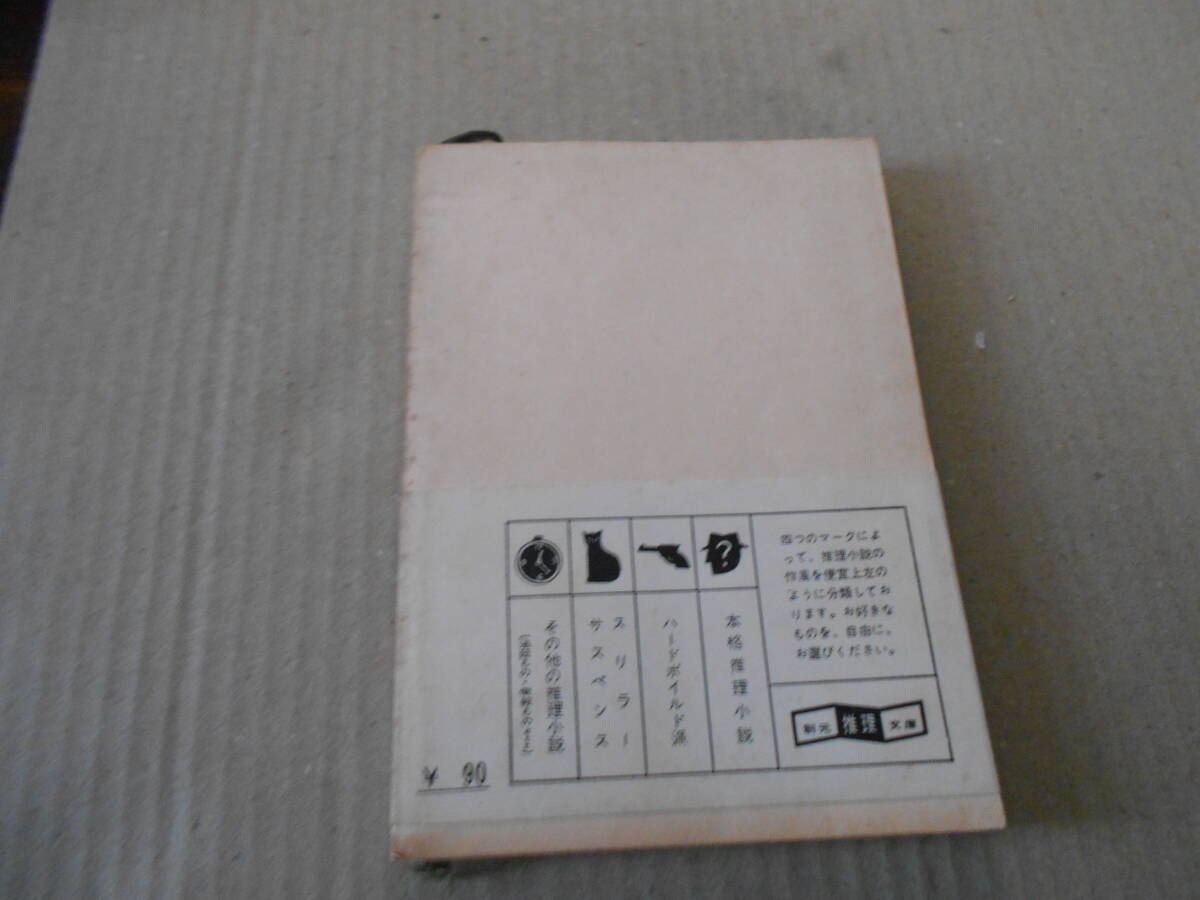 四つのマークによ
って、推理小説の
作風を便宜上左の
ように分類してお
ります。お好きな
ものを、自由に、
お選びください。
?
本格推理小説
ハードボイルド派
スリラー
サスペンス
その他の推理小説
創元 推理 文庫